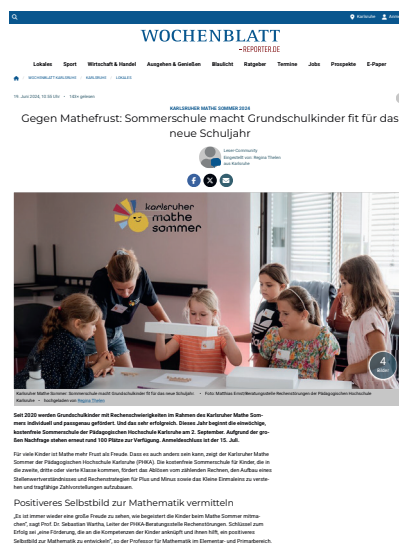 Karlsruhe
WOCHENBLATT
-REPORTER.DE
Lokales Sport Wirtschaft & Handel Ausgehen & Genießen Blaulicht Ratgeber Termine Jobs Prospekte E-Paper
WOCHENBLATT KARLSRUHE KARLSRUHE LOKALES
19. Juni 2024, 10:36 Uhr • 183× gelesen
KARLSRUHER MATHE SOMMER 2024
Gegen Mathefrust: Sommerschule macht Grundschulkinder fit für das
neue Schuljahr
Leser-Community
Eingestellt von: Regina Thelen
aus Karlsruhe
karlsruher
mathe
sommer
4
Bilder
Karlsruher Mathe Sommer: Sommerschule macht Grundschulkinder fit für das neue Schuljahr. • Foto: Matthias Ernst/Beratungsstelle Rechenstörungen der Pädagogischen Hochschule
Karlsruhe • hochgeladen von Regina Thelen
Seit 2020 werden Grundschulkinder mit Rechenschwierigkeiten im Rahmen des Karlsruher Mathe Som-
mers individuell und passgenau gefördert. Und das sehr erfolgreich. Dieses Jahr beginnt die einwöchige,
kostenfreie Sommerschule der Pädagogischen Hochschule Karlsruhe am 2. September. Aufgrund der gro-
ßen Nachfrage stehen erneut rund 100 Plätze zur Verfügung. Anmeldeschluss ist der 15. Juli.
Für viele Kinder ist Mathe mehr Frust als Freude. Dass es auch anders sein kann, zeigt der Karlsruher Mathe
Sommer der Pädagogischen Hochschule Karlsruhe (PHKA). Die kostenfreie Sommerschule für Kinder, die in
die zweite, dritte oder vierte Klasse kommen, fördert das Ablösen vom zählenden Rechnen, den Aufbau eines
Stellenwertverständnisses und Rechenstrategien für Plus und Minus sowie das Kleine Einmaleins zu verste-
hen und tragfähige Zahlvorstellungen aufzubauen.
Positiveres Selbstbild zur Mathematik vermitteln
„Es ist immer wieder eine große Freude zu sehen, wie begeistert die Kinder beim Mathe Sommer mitma-
chen“, sagt Prof. Dr. Sebastian Wartha, Leiter der PHKA-Beratungsstelle Rechenstörungen. Schlüssel zum
Erfolg sei „eine Förderung, die an die Kompetenzen der Kinder anknüpft und ihnen hilft, ein positiveres
Selbstbild zur Mathematik zu entwickeln“, so der Professor für Mathematik im Elementar- und Primarbereich.